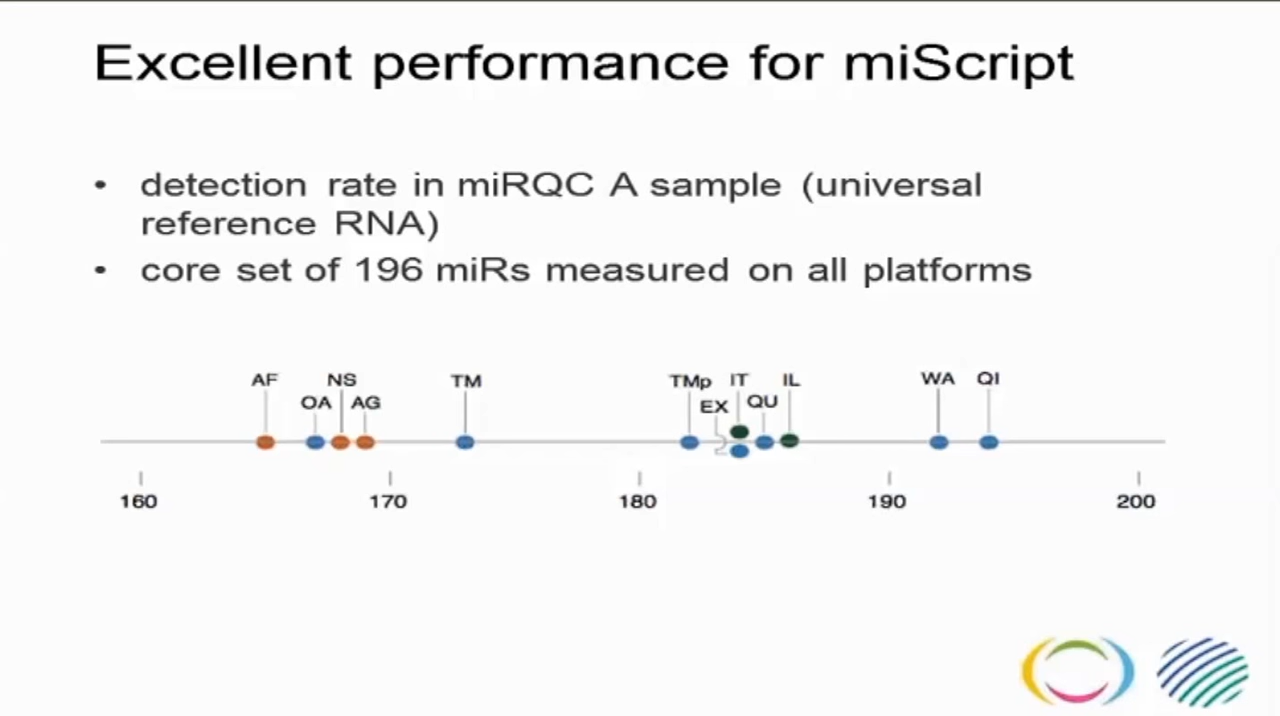 Excellent performance for miScript
• detection rate in miRQC A sample (universal
reference RNA)
• core set of 196 miRs measured on all platforms
AF NS TM TMp IT IL WA QI
OA AG EX QU
160 170 180 190 200